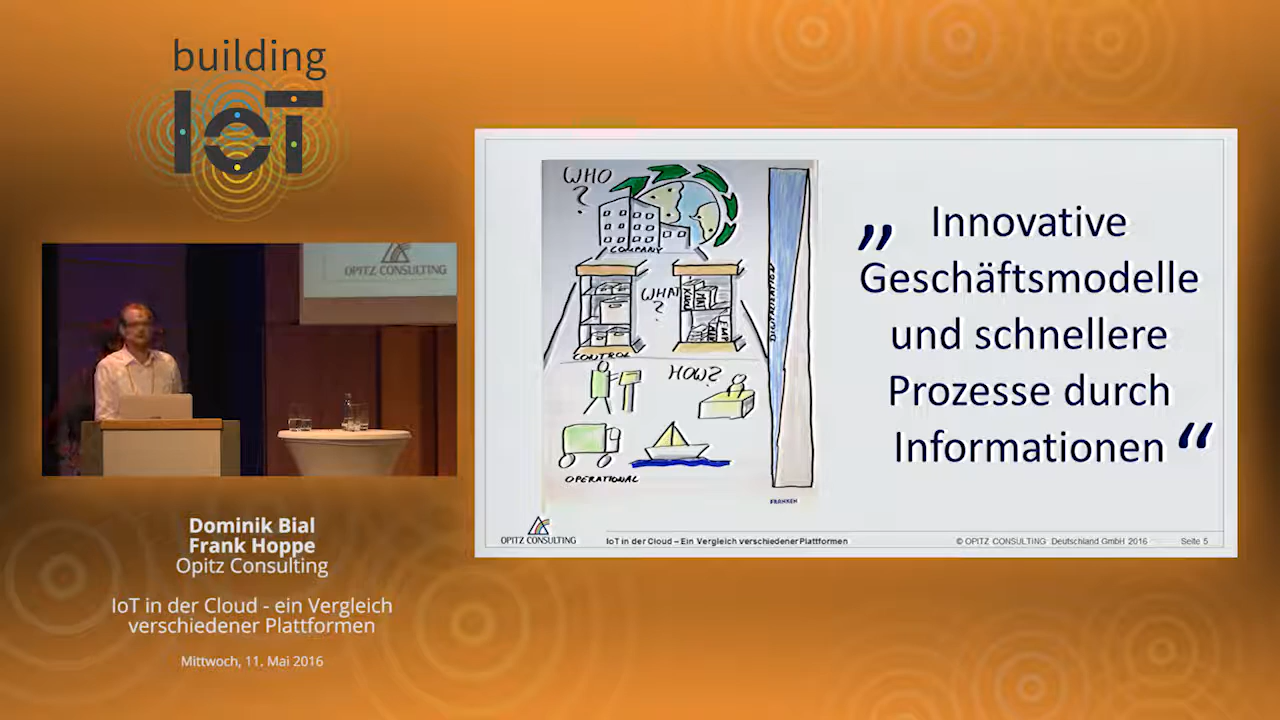 building
IoT
OPITZ CONSULTING
Dominik Bial
Frank Hoppe
Opitz Consulting
IoT in der Cloud - ein Vergleich
verschiedener Plattformen
Mittwoch, 11. Mai 2016
WHO
?
COMPANY
WHAT
?
CONTROL
HOW?
OPERATIONAL
DIGITALIZATION
FRANKEN
„ Innovative
Geschäftsmodelle
und schnellere
Prozesse durch
Informationen “
OPITZ CONSULTING
IoT in der Cloud – Ein Vergleich verschiedener Plattformen
© OPITZ CONSULTING Deutschland GmbH 2016
Seite 5